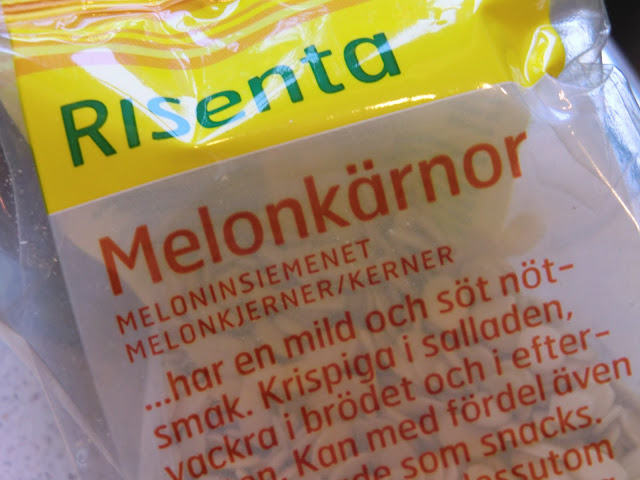 Risenta
Melonkärnor
MELONINSIEMENET
MELONKJERNER/KERNER
...har en mild och söt nöt-
smak. Krispiga i salladen,
vackra i brödet och i efter-
Kan med fördel även
som snacks.